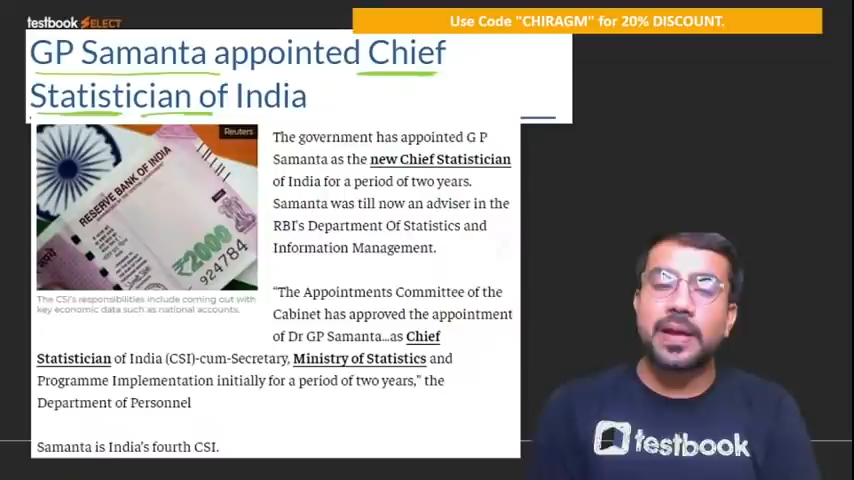 testbook SELECT
Use Code "CHIRAGM" for 20% DISCOUNT.
GP Samanta appointed Chief
Statistician of India
Reuters
RESERVE BANK OF INDIA
₹2000
924784
The CSI's responsibilities include coming out with
key economic data such as national accounts.
The government has appointed G P
Samanta as the new Chief Statistician
of India for a period of two years.
Samanta was till now an adviser in the
RBI's Department Of Statistics and
Information Management.
“The Appointments Committee of the
Cabinet has approved the appointment
of Dr GP Samanta...as Chief
Statistician of India (CSI)-cum-Secretary, Ministry of Statistics and
Programme Implementation initially for a period of two years,” the
Department of Personnel
Samanta is India’s fourth CSI.
testbook